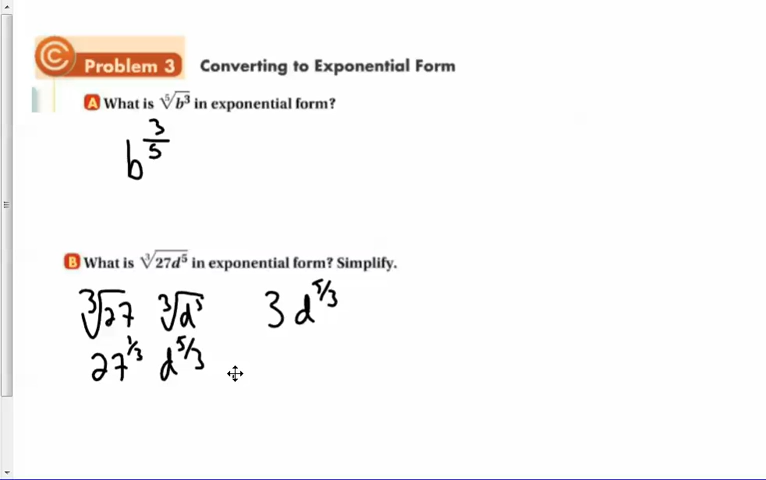 © Problem 3 Converting to Exponential Form
A What is ⁵√b³ in exponential form?
b^(3/5)
B What is ³√27d⁵ in exponential form? Simplify.
³√27 ³√d⁵ 3 d^(5/3)
27^(1/3) d^(5/3)